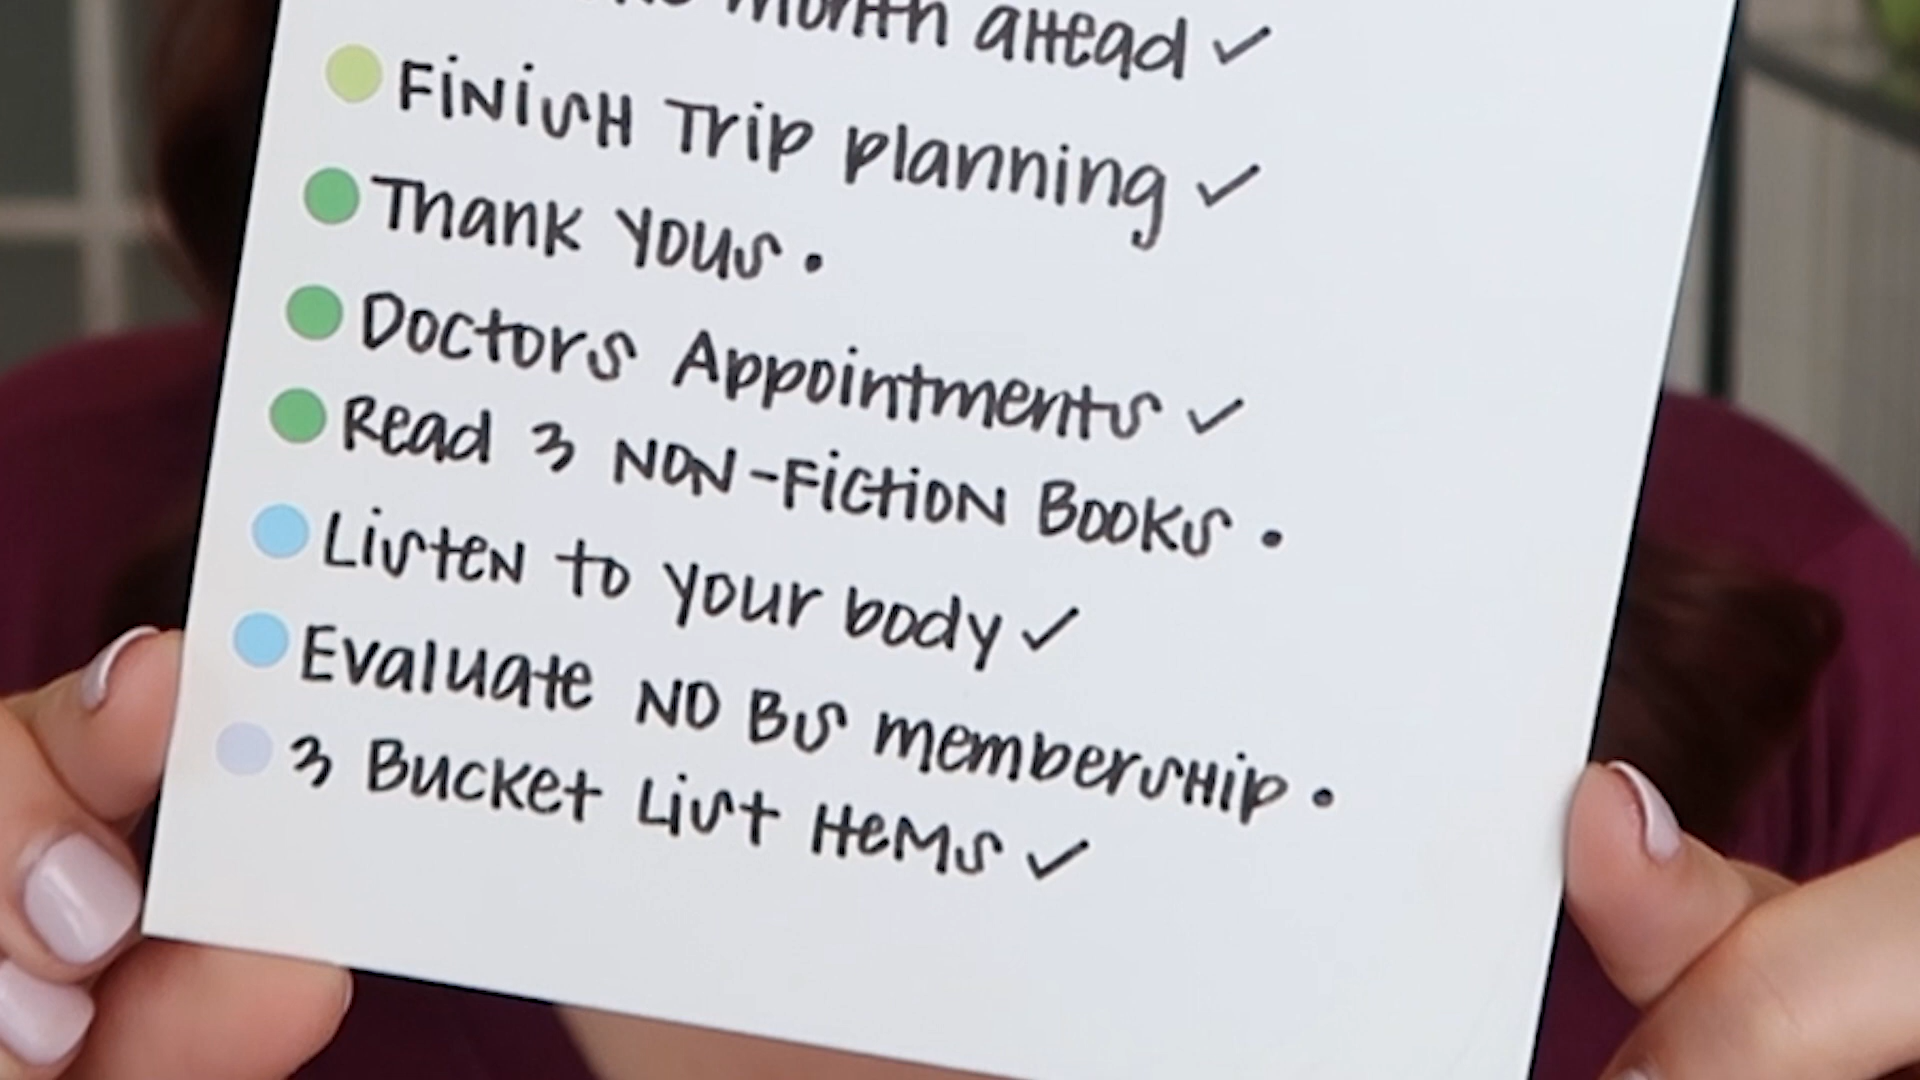 month aHead ✓
FiNiSH Trip planning ✓
Thank yous •
Doctors Appointments ✓
Read 3 NON-FictioN Books •
Listen to your body ✓
Evaluate NO BS membersHip •
3 Bucket List Items ✓